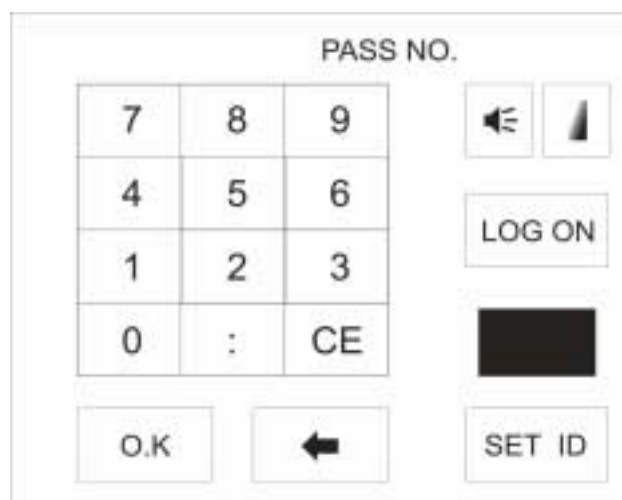 PASS NO.
7 8 9
4 5 6
LOG ON
1 2 3
0 : CE
O.K
SET ID